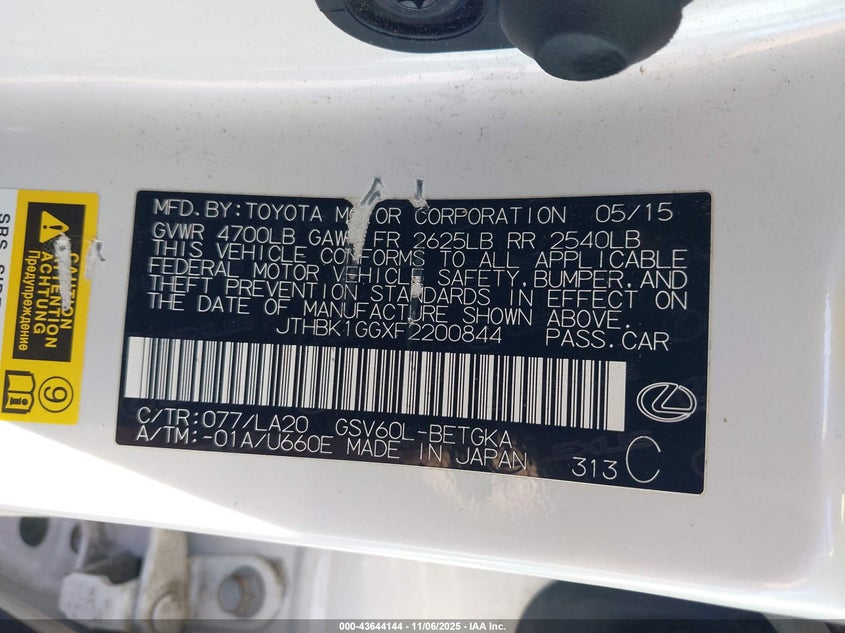 MFD.BY:TOYOTA MOTOR CORPORATION 05/15
GVWR 4700LB GAWR FR 2625LB RR 2540LB
THIS VEHICLE CONFORMS TO ALL APPLICABLE
FEDERAL MOTOR VEHICLE SAFETY,BUMPER,AND
THEFT PREVENTION STANDARDS IN EFFECT ON
THE DATE OF MANUFACTURE SHOWN ABOVE.
JTHBK1GGXF2200844 PASS.CAR
C/TR:077/LA20 GSV60L-BETGKA
A/TM:-01A/U660E MADE IN JAPAN 313 C
ATTENTION
ACHTUNG
Предупреждение
9
SRS
000-43644144 — 11/06/2025 — IAA Inc.